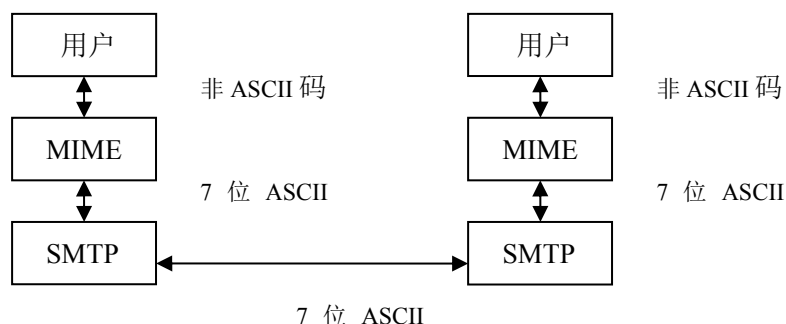 用户 用户
非 ASCII 码 非 ASCII 码
MIME MIME
7 位 ASCII 7 位 ASCII
SMTP SMTP
7 位 ASCII